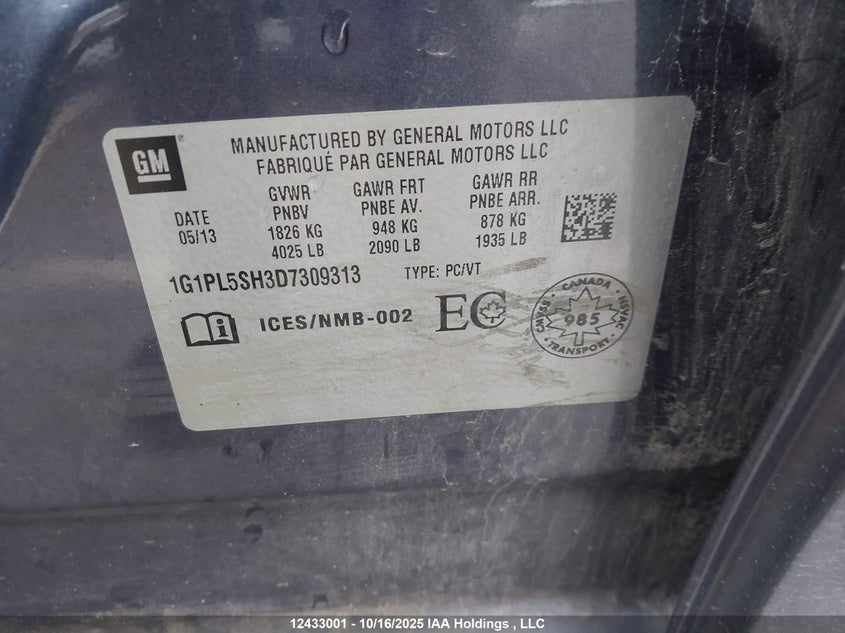 GM
MANUFACTURED BY GENERAL MOTORS LLC
FABRIQUÉ PAR GENERAL MOTORS LLC
DATE
05/13
GVWR
PNBV
1826 KG
4025 LB
GAWR FRT
PNBE AV.
948 KG
2090 LB
GAWR RR
PNBE ARR.
878 KG
1935 LB
1G1PL5SH3D7309313 TYPE: PC/VT
i ICES/NMB-002 EC
CANADA
CMVSS
985
NSVAC
TRANSPORT
12433001 - 10/16/2025 IAA Holdings , LLC